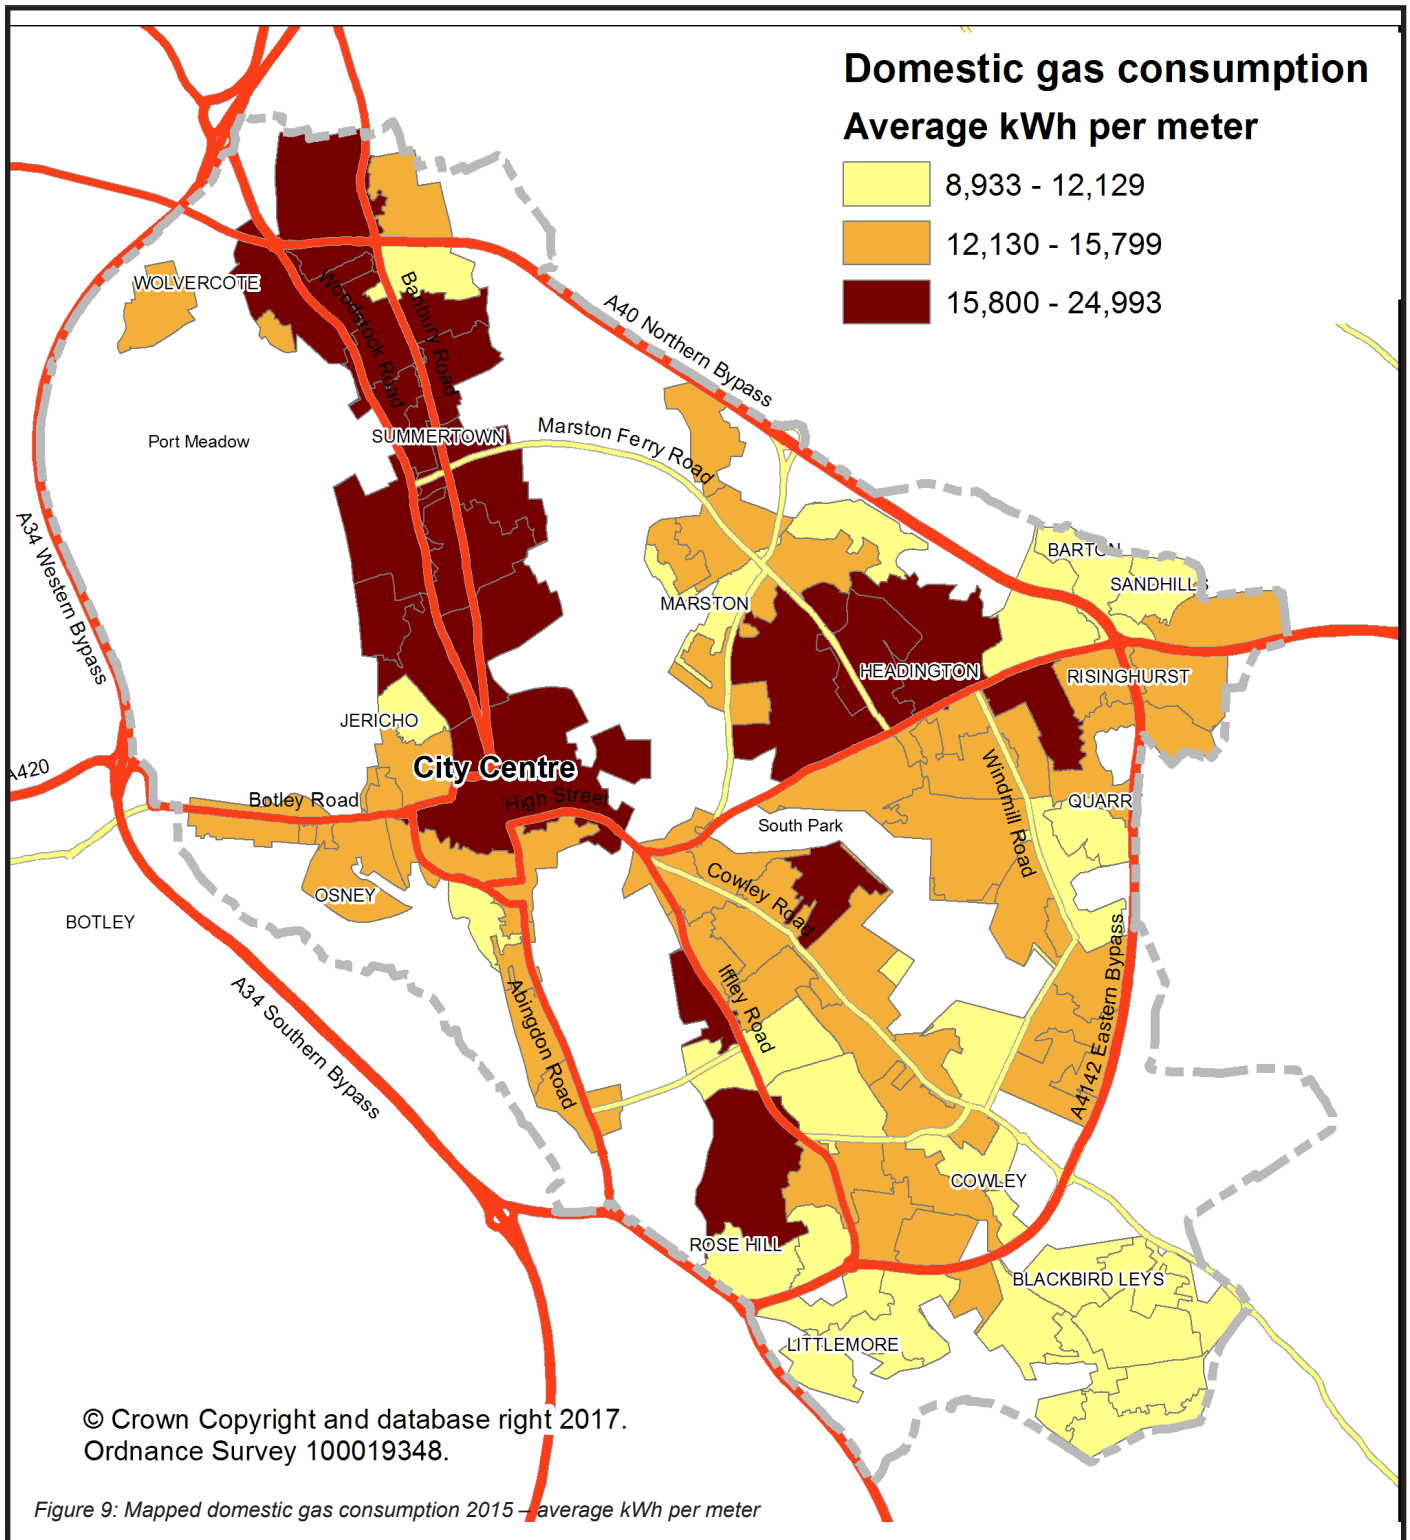 Domestic gas consumption
Average kWh per meter
8,933 - 12,129
12,130 - 15,799
15,800 - 24,993
WOLVERCOTE
Woodstock Road
Banbury Road
A40 Northern Bypass
Port Meadow
SUMMERTOWN
Marston Ferry Road
A34 Western Bypass
BARTON
SANDHILLS
MARSTON
HEADINGTON
RISINGHURST
JERICHO
City Centre
A420
Botley Road
High Street
Windmill Road
QUARR
South Park
OSNEY
BOTLEY
Cowley Road
Iffley Road
Abingdon Road
A34 Southern Bypass
A4142 Eastern Bypass
COWLEY
ROSE HILL
BLACKBIRD LEYS
LITTLEMORE
© Crown Copyright and database right 2017.
Ordnance Survey 100019348.
Figure 9: Mapped domestic gas consumption 2015 – average kWh per meter